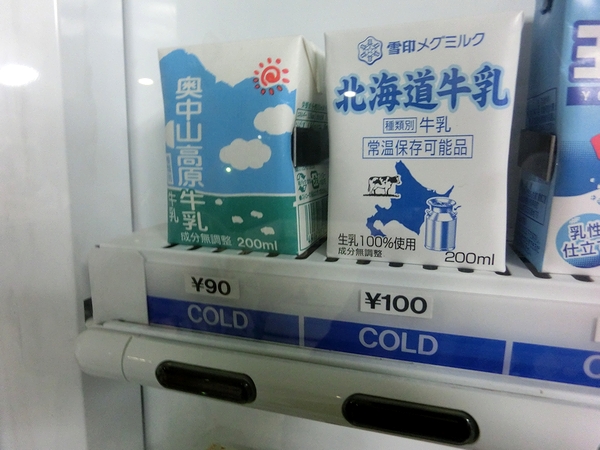 奥中山高原牛乳
牛乳
成分無調整 200ml
雪印メグミルク
北海道牛乳
種類別 牛乳
常温保存可能品
生乳100%使用
成分無調整
200ml
乳性
仕立
¥90
¥100
COLD
COLD
C